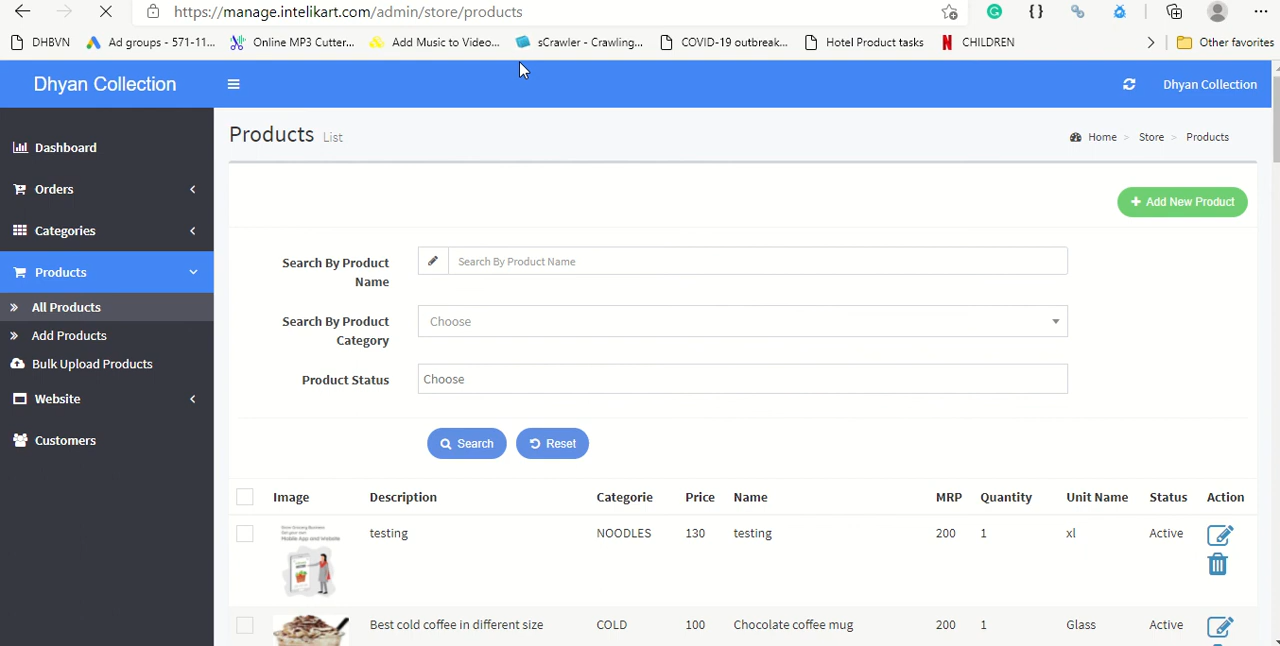 https://manage.intelikart.com/admin/store/products
DHBVN
Ad groups - 571-11...
Online MP3 Cutter...
Add Music to Video...
sCrawler - Crawling...
COVID-19 outbreak...
Hotel Product tasks
CHILDREN
Other favorites
Dhyan Collection
Dhyan Collection
Dashboard
Orders
Categories
Products
All Products
Add Products
Bulk Upload Products
Website
Customers
Products List
Home > Store > Products
+ Add New Product
Search By Product
Name
Search By Product Name
Search By Product
Category
Choose
Product Status
Choose
Search
Reset
Image Description Categorie Price Name MRP Quantity Unit Name Status Action
testing NOODLES 130 testing 200 1 xl Active
Mobile App and Website
Best cold coffee in different size COLD 100 Chocolate coffee mug 200 1 Glass Active